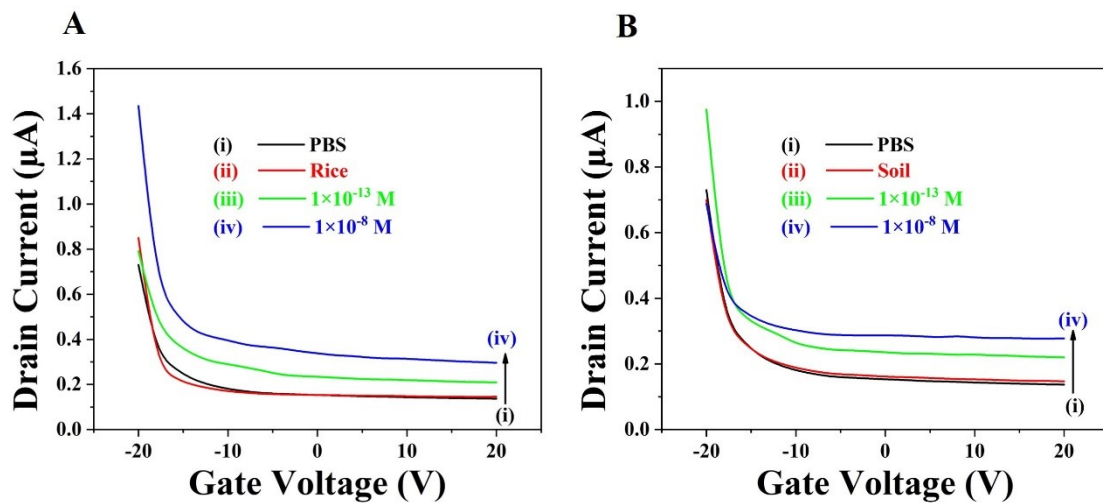 A
Drain Current (µA)
1.6
1.4
1.2
1.0
0.8
0.6
0.4
0.2
0.0
(i) PBS
(ii) Rice
(iii) 1×10⁻¹³ M
(iv) 1×10⁻⁸ M
(iv)
(i)
-20 -10 0 10 20
Gate Voltage (V)
B
Drain Current (µA)
1.0
0.8
0.6
0.4
0.2
0.0
(i) PBS
(ii) Soil
(iii) 1×10⁻¹³ M
(iv) 1×10⁻⁸ M
(iv)
(i)
-20 -10 0 10 20
Gate Voltage (V)